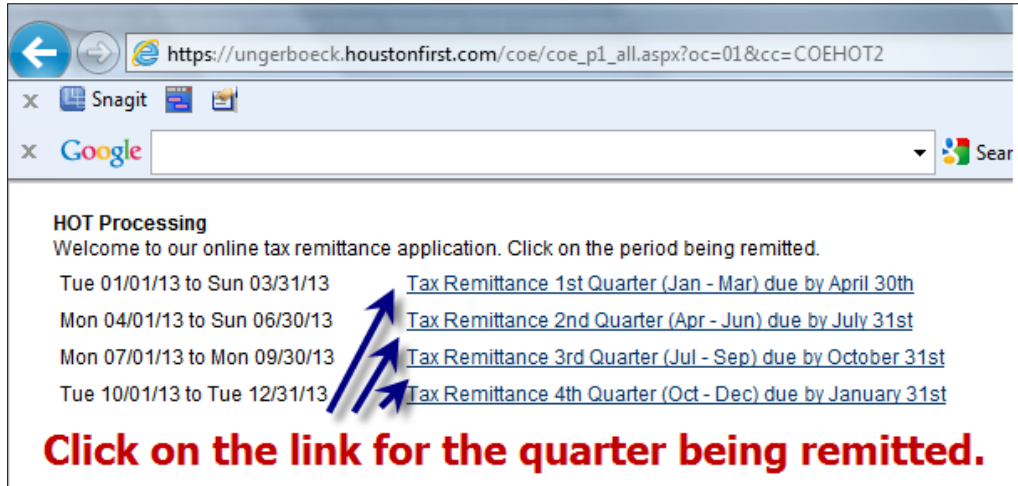 https://ungerboeck.houstonfirst.com/coe/coe_p1_all.aspx?oc=01&cc=COEHOT2
x Snagit
x Google Sear
HOT Processing
Welcome to our online tax remittance application. Click on the period being remitted.
Tue 01/01/13 to Sun 03/31/13 Tax Remittance 1st Quarter (Jan - Mar) due by April 30th
Mon 04/01/13 to Sun 06/30/13 Tax Remittance 2nd Quarter (Apr - Jun) due by July 31st
Mon 07/01/13 to Mon 09/30/13 Tax Remittance 3rd Quarter (Jul - Sep) due by October 31st
Tue 10/01/13 to Tue 12/31/13 Tax Remittance 4th Quarter (Oct - Dec) due by January 31st
Click on the link for the quarter being remitted.